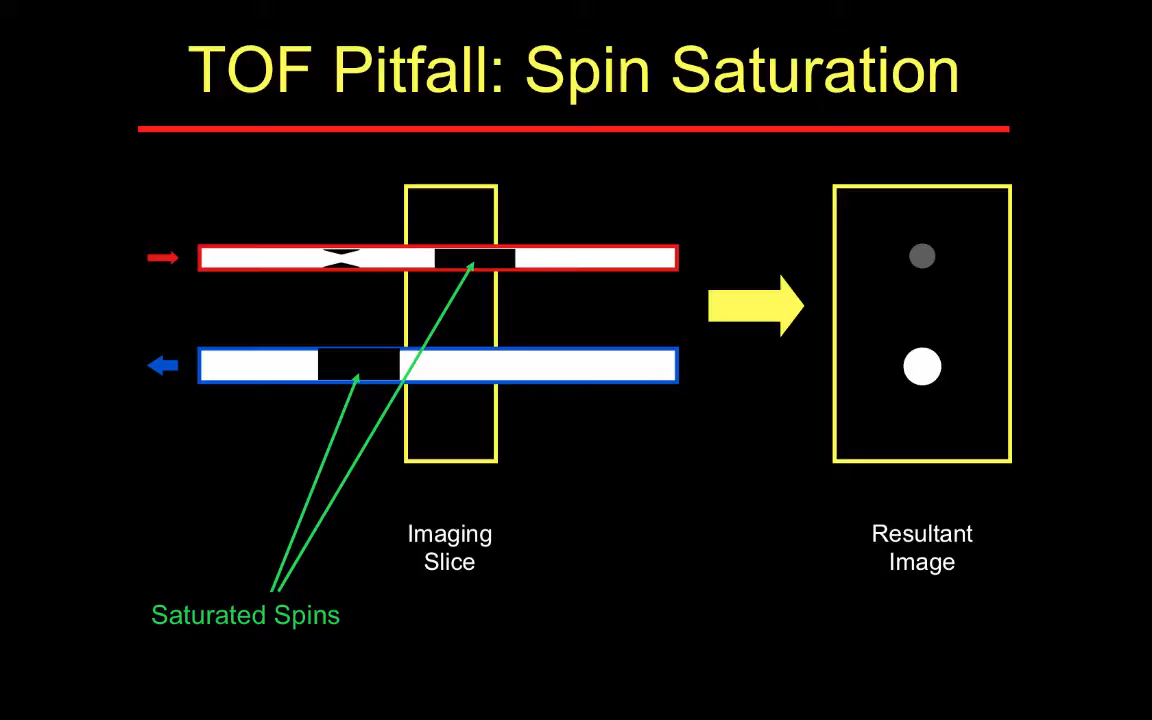 TOF Pitfall: Spin Saturation
Imaging
Slice
Resultant
Image
Saturated Spins